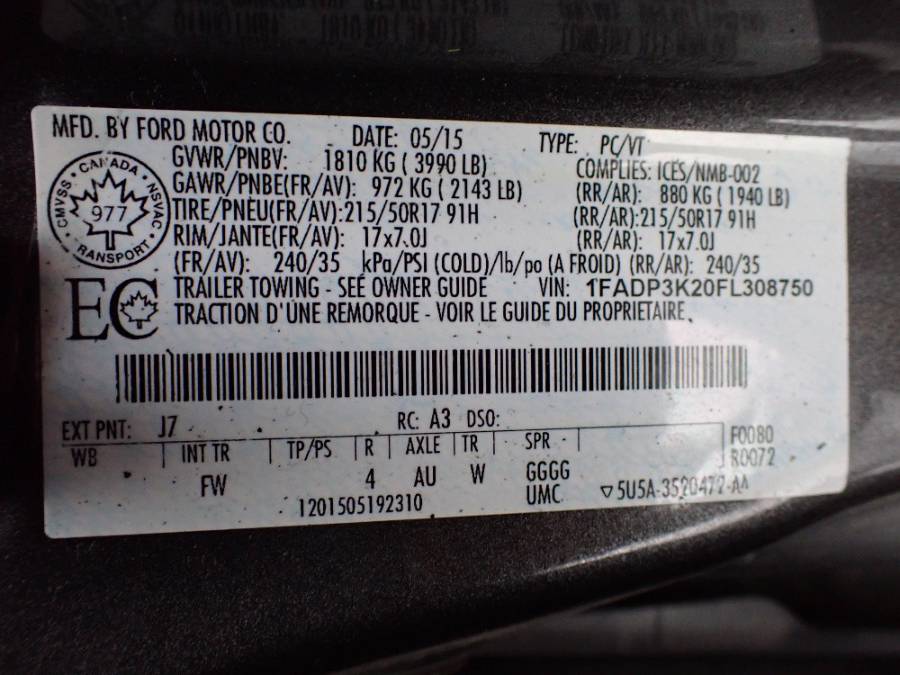 MFD. BY FORD MOTOR CO. DATE: 05/15 TYPE: PC/VT
GVWR/PNBV: 1810 KG ( 3990 LB) COMPLIES: ICES/NMB-002
GAWR/PNBE(FR/AV): 972 KG ( 2143 LB) (RR/AR): 880 KG ( 1940 LB)
TIRE/PNEU(FR/AV):215/50R17 91H (RR/AR):215/50R17 91H
RIM/JANTE(FR/AV): 17x7.0J (RR/AR): 17x7.0J
(FR/AV): 240/35 kPa/PSI (COLD)/lb/po (A FROID) (RR/AR): 240/35
TRAILER TOWING - SEE OWNER GUIDE VIN: 1FADP3K20FL308750
TRACTION D'UNE REMORQUE - VOIR LE GUIDE DU PROPRIETAIRE.
CANADA
CMVSS 977 NSVAC
TRANSPORT
EC
EXT PNT: J7 RC: A3 DSO:
WB INT TR TP/PS R AXLE TR SPR F0080
R0072
FW 4 AU W GGGG
UMC ▽5U5A-3520472-AA
1201505192310